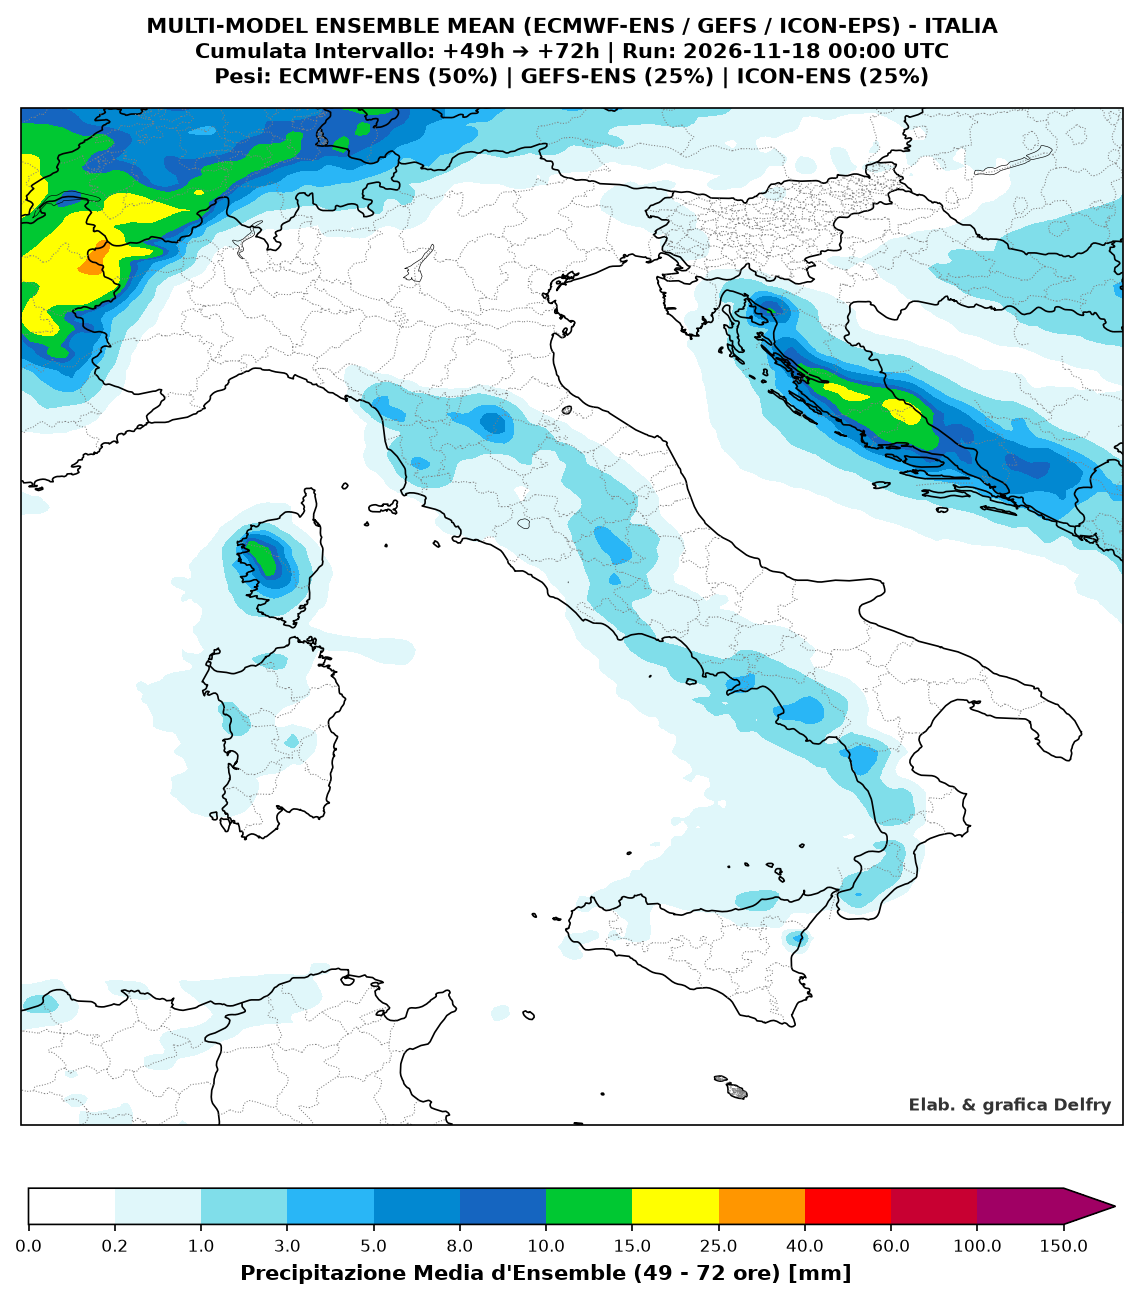 MULTI-MODEL ENSEMBLE MEAN (ECMWF-ENS / GEFS / ICON-EPS) - ITALIA
Cumulata Intervallo: +49h ➔ +72h | Run: 2026-11-18 00:00 UTC
Pesi: ECMWF-ENS (50%) | GEFS-ENS (25%) | ICON-ENS (25%)
Elab. & grafica Delfry
0.0 0.2 1.0 3.0 5.0 8.0 10.0 15.0 25.0 40.0 60.0 100.0 150.0
Precipitazione Media d'Ensemble (49 - 72 ore) [mm]